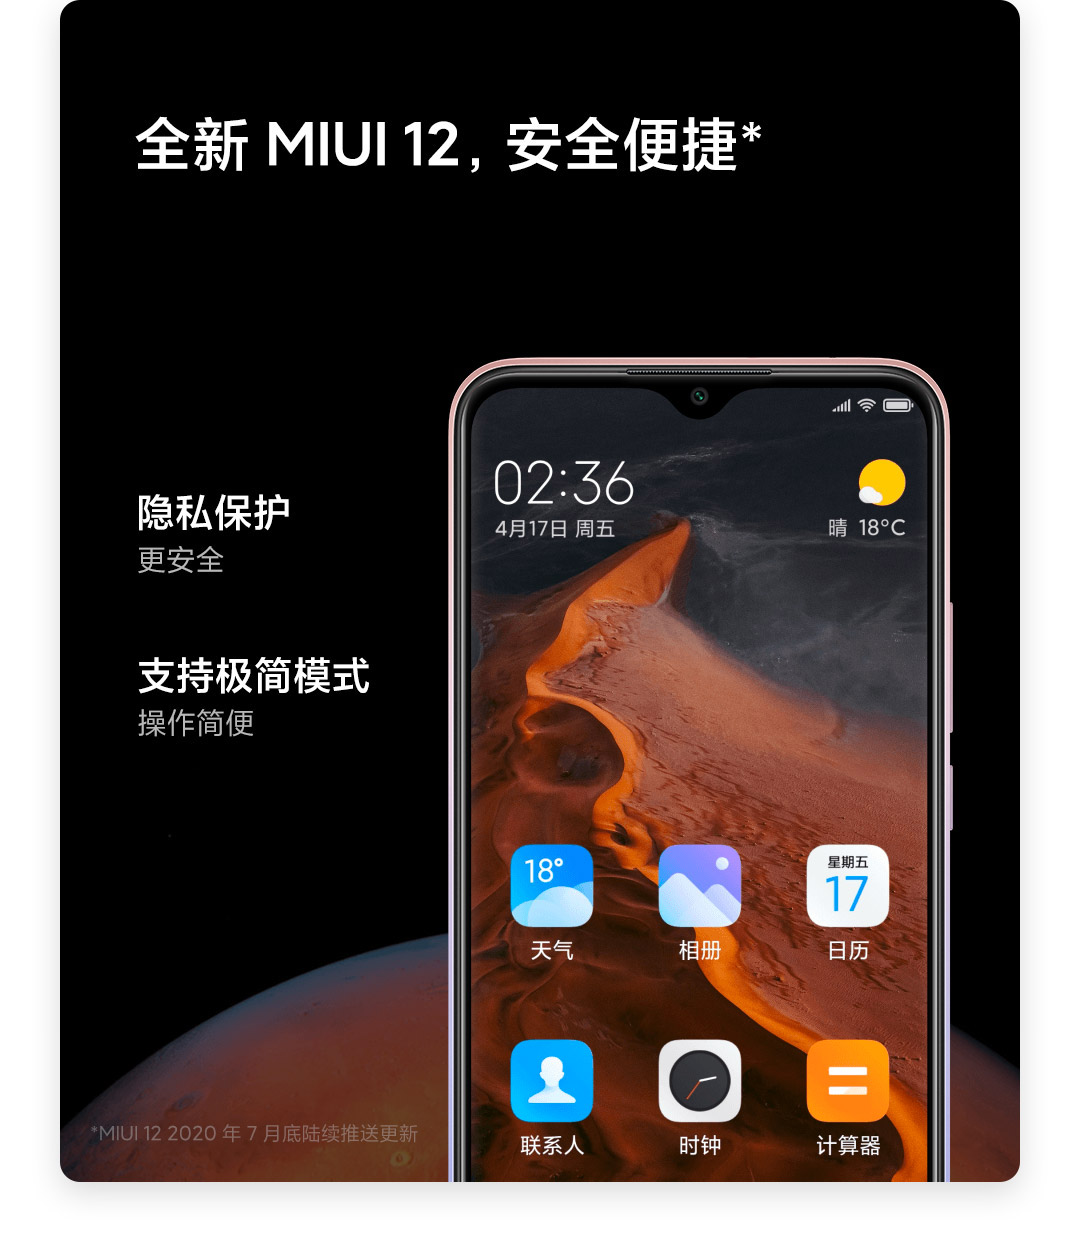 全新 MIUI 12，安全便捷*
隐私保护
更安全
支持极简模式
操作简便
02:36
4月17日 周五
晴 18°C
18°
天气
相册
星期五
17
日历
联系人
时钟
计算器
*MIUI 12 2020 年 7 月底陆续推送更新